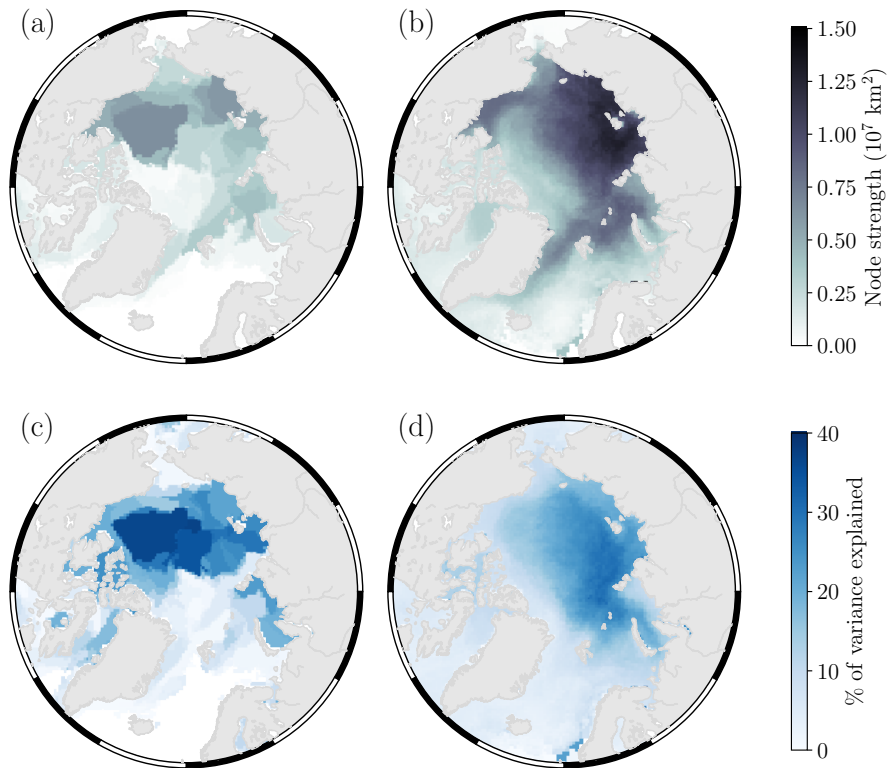 (a)
(b)
1.50
1.25
1.00
0.75
0.50
0.25
0.00
Node strength (10⁷ km²)
(c)
(d)
40
30
20
10
0
% of variance explained